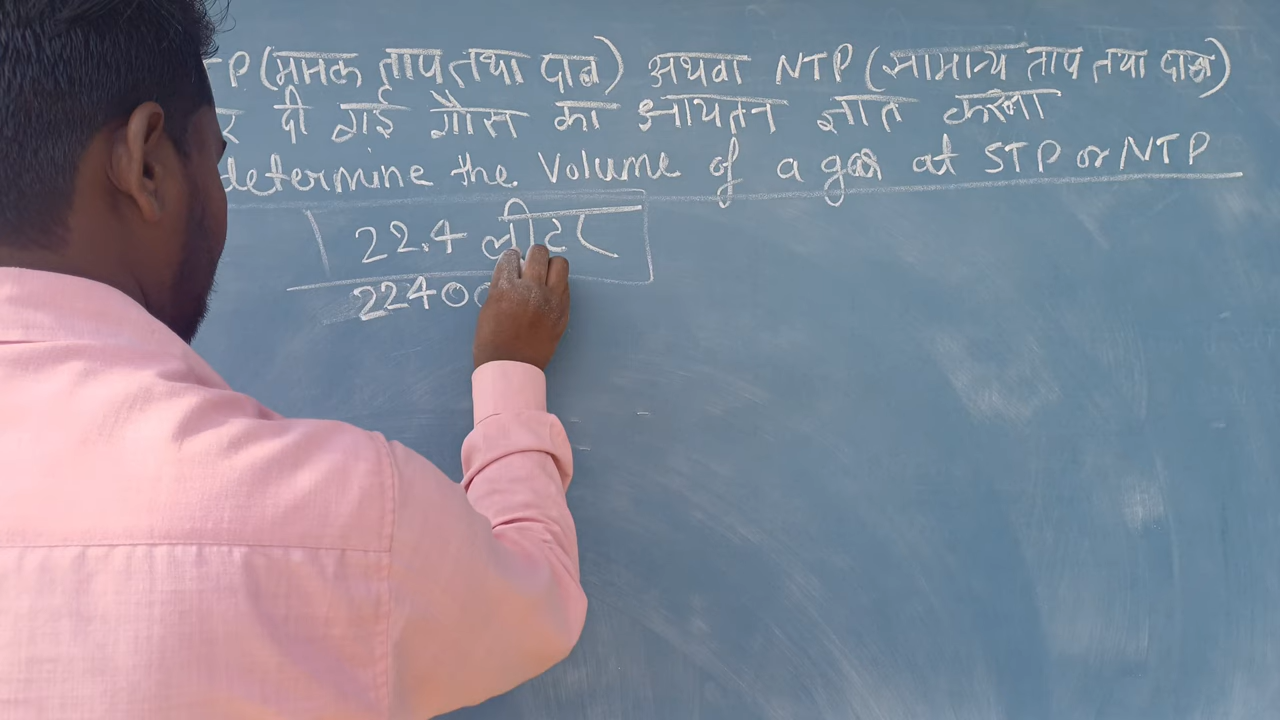 TP (मानक ताप तथा दाब) अथवा NTP (सामान्य ताप तथा दाब)
र दी गई गैस का आयतन ज्ञात करना
determine the Volume of a gas at STP or NTP
22.4 लीटर
22400